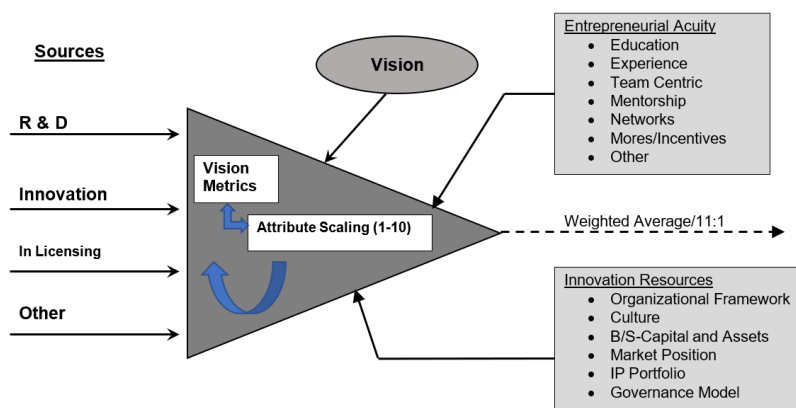 Sources
R & D
Innovation
In Licensing
Other
Vision
Vision
Metrics
Attribute Scaling (1-10)
Entrepreneurial Acuity
• Education
• Experience
• Team Centric
• Mentorship
• Networks
• Mores/Incentives
• Other
Weighted Average/11:1
Innovation Resources
• Organizational Framework
• Culture
• B/S-Capital and Assets
• Market Position
• IP Portfolio
• Governance Model